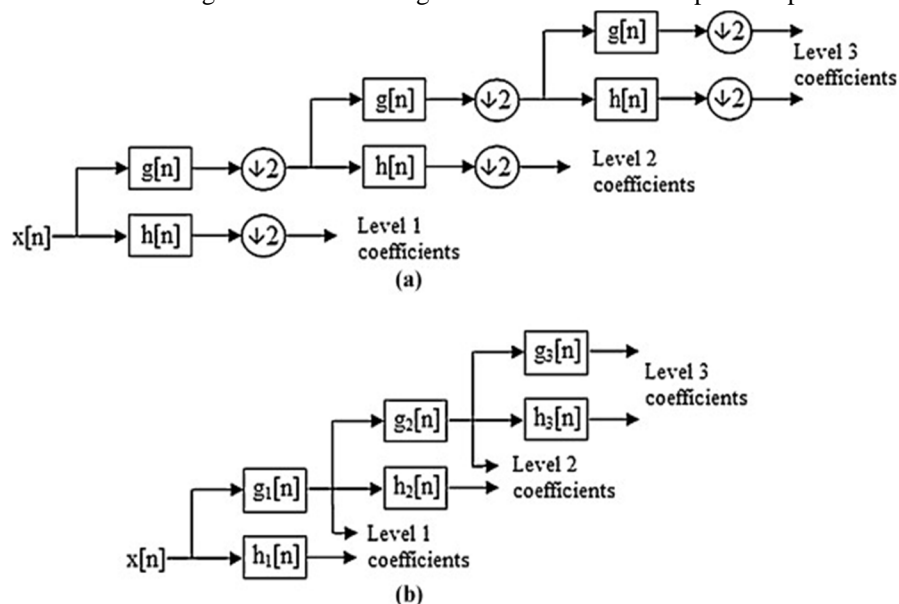 g[n] ↓2
Level 3
coefficients
g[n] ↓2 h[n] ↓2
g[n] ↓2 h[n] ↓2
Level 2
coefficients
x[n] h[n] ↓2
Level 1
coefficients
(a)
g₃[n]
Level 3
coefficients
g₂[n] h₃[n]
Level 2
coefficients
g₁[n] h₂[n]
Level 1
coefficients
x[n] h₁[n]
(b)